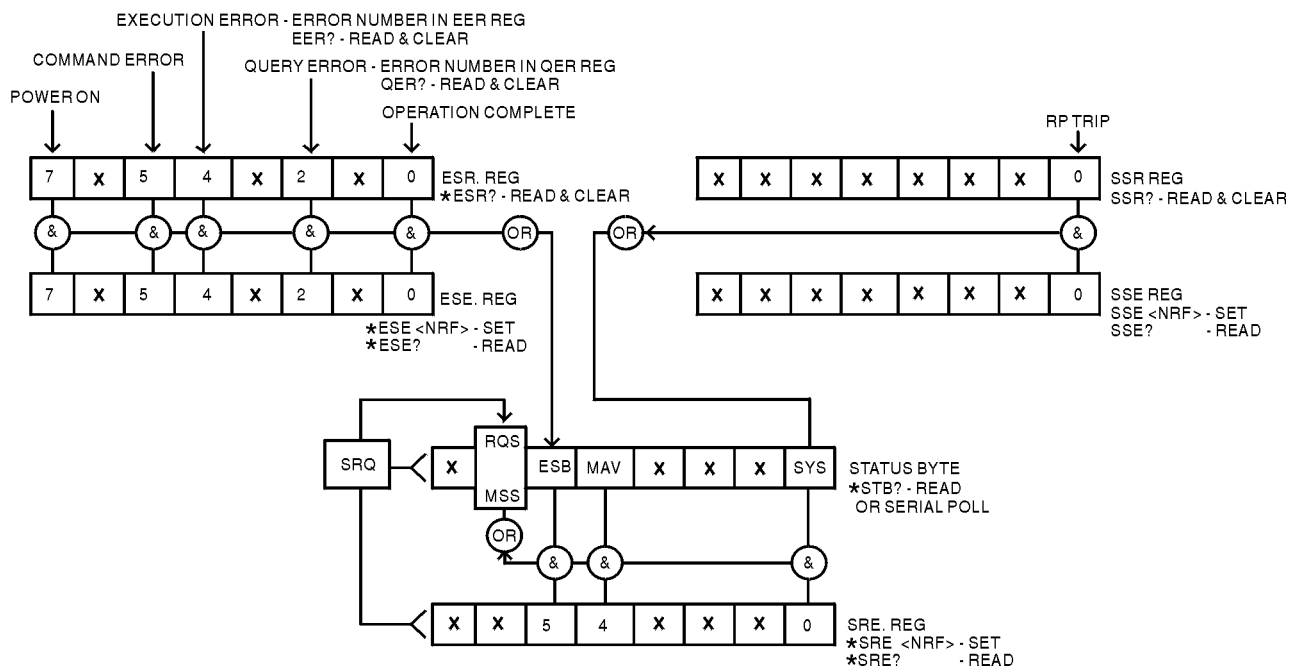 EXECUTION ERROR - ERROR NUMBER IN EER REG
EER? - READ & CLEAR
COMMAND ERROR
QUERY ERROR - ERROR NUMBER IN QER REG
QER? - READ & CLEAR
POWER ON
OPERATION COMPLETE
RP TRIP
7 X 5 4 X 2 X 0
ESR. REG
*ESR? - READ & CLEAR
X X X X X X X 0
SSR REG
SSR? - READ & CLEAR
& & & & & OR
OR &
7 X 5 4 X 2 X 0
ESE. REG
*ESE <NRF> - SET
*ESE? - READ
X X X X X X X 0
SSE REG
SSE <NRF> - SET
SSE? - READ
SRQ
X RQS MSS ESB MAV X X X SYS
STATUS BYTE
*STB? - READ
OR SERIAL POLL
OR
& & &
X X 5 4 X X X 0
SRE. REG
*SRE <NRF> - SET
*SRE? - READ